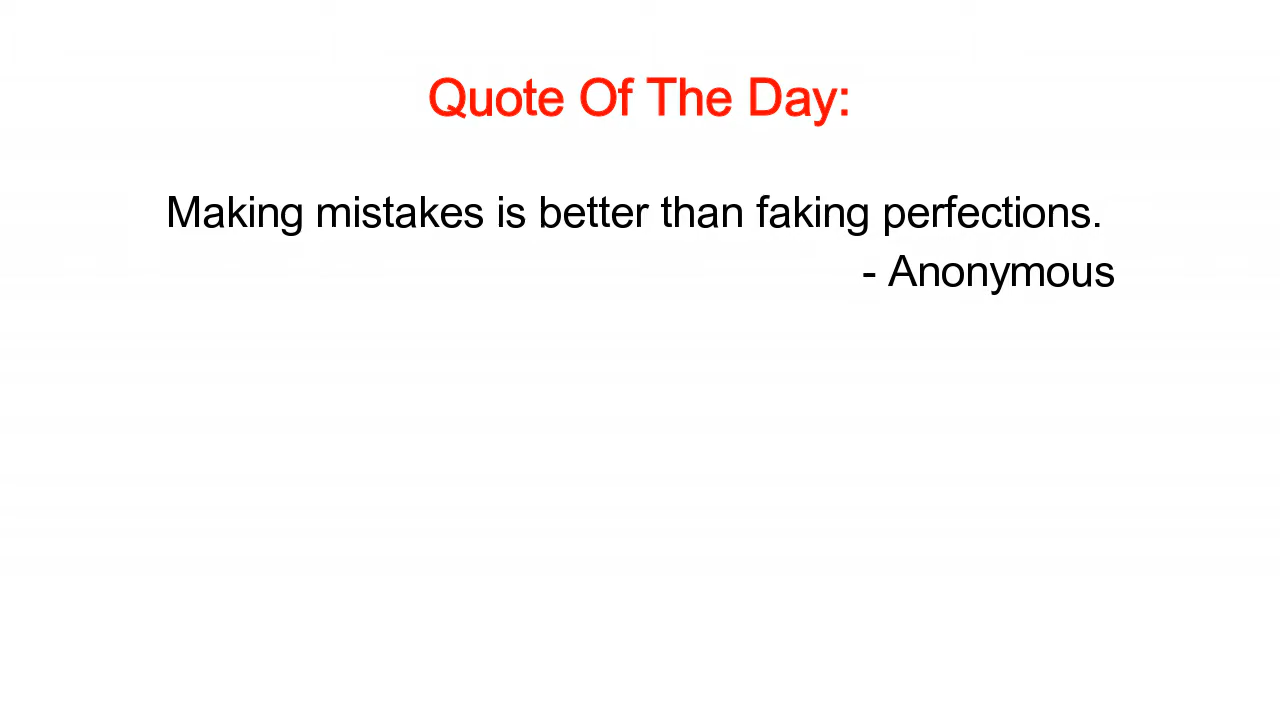 Quote Of The Day:
Making mistakes is better than faking perfections.
- Anonymous